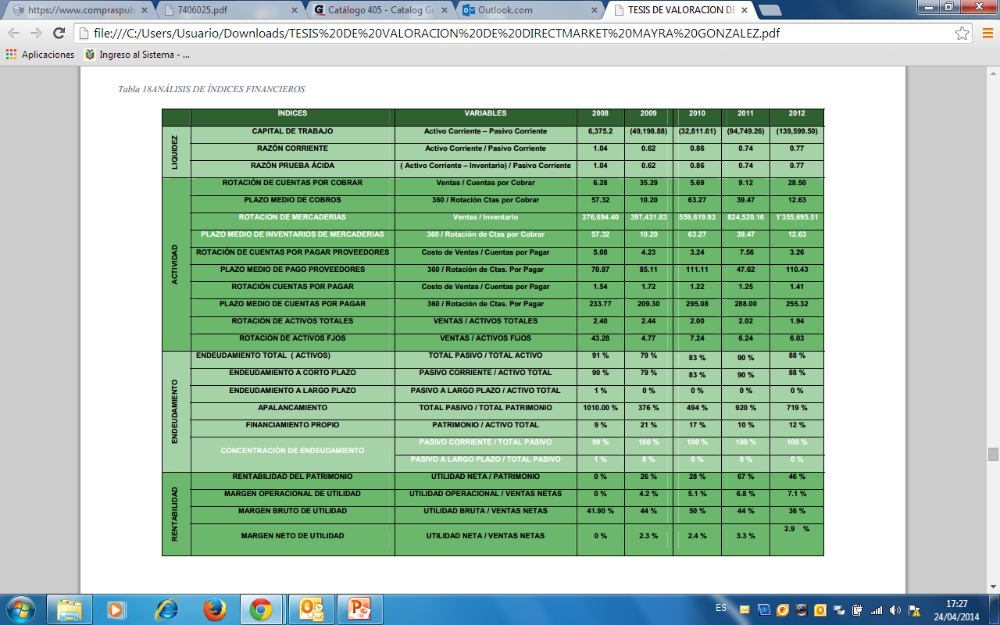 https://www.compraspub
7406025.pdf
Catálogo 405 - Catalog Gr
Outlook.com
TESIS DE VALORACION DE
file:///C:/Users/Usuario/Downloads/TESIS%20DE%20VALORACION%20DE%20DIRECTMARKET%20MAYRA%20GONZALEZ.pdf
Aplicaciones
Ingreso al Sistema - ...
Tabla 18ANÁLISIS DE ÍNDICES FINANCIEROS
ÍNDICES VARIABLES 2008 2009 2010 2011 2012
LIQUIDEZ
CAPITAL DE TRABAJO Activo Corriente – Pasivo Corriente 6,375.2 (49,198.88) (32,811.61) (94,749.26) (139,599.50)
RAZÓN CORRIENTE Activo Corriente / Pasivo Corriente 1.04 0.62 0.86 0.74 0.77
RAZÓN PRUEBA ÁCIDA ( Activo Corriente – Inventario) / Pasivo Corriente 1.04 0.62 0.86 0.74 0.77
ACTIVIDAD
ROTACIÓN DE CUENTAS POR COBRAR Ventas / Cuentas por Cobrar 6.28 35.29 5.69 9.12 28.50
PLAZO MEDIO DE COBROS 360 / Rotación Ctas por Cobrar 57.32 10.20 63.27 39.47 12.63
ROTACIÓN DE MERCADERÍAS Ventas / Inventario 376,694.40 397,431.83 559,619.93 824,520.16 1'355,695.51
PLAZO MEDIO DE INVENTARIOS DE MERCADERÍAS 360 / Rotación de Ctas por Cobrar 57.32 10.20 63.27 39.47 12.63
ROTACIÓN DE CUENTAS POR PAGAR PROVEEDORES Costo de Ventas / Cuentas por Pagar 5.08 4.23 3.24 7.56 3.26
PLAZO MEDIO DE PAGO PROVEEDORES 360 / Rotación de Ctas. Por Pagar 70.87 85.11 111.11 47.62 110.43
ROTACIÓN CUENTAS POR PAGAR Costo de Ventas / Cuentas por Pagar 1.54 1.72 1.22 1.25 1.41
PLAZO MEDIO DE CUENTAS POR PAGAR 360 / Rotación de Ctas. Por Pagar 233.77 209.30 295.08 288.00 255.32
ROTACIÓN DE ACTIVOS TOTALES VENTAS / ACTIVOS TOTALES 2.40 2.44 2.00 2.02 1.94
ROTACIÓN DE ACTIVOS FJOS VENTAS / ACTIVOS FIJOS 43.28 4.77 7.24 6.24 6.03
ENDEUDAMIENTO
ENDEUDAMIENTO TOTAL ( ACTIVOS) TOTAL PASIVO / TOTAL ACTIVO 91 % 79 % 83 % 90 % 88 %
ENDEUDAMIENTO A CORTO PLAZO PASIVO CORRIENTE / ACTIVO TOTAL 90 % 79 % 83 % 90 % 88 %
ENDEUDAMIENTO A LARGO PLAZO PASIVO A LARGO PLAZO / ACTIVO TOTAL 1 % 0 % 0 % 0 % 0 %
APALANCAMIENTO TOTAL PASIVO / TOTAL PATRIMONIO 1010.00 % 376 % 494 % 920 % 719 %
FINANCIAMIENTO PROPIO PATRIMONIO / ACTIVO TOTAL 9 % 21 % 17 % 10 % 12 %
CONCENTRACIÓN DE ENDEUDAMIENTO PASIVO CORRIENTE / TOTAL PASIVO 99 % 100 % 100 % 100 % 100 %
PASIVO A LARGO PLAZO / TOTAL PASIVO 1 % 0 % 0 % 0 % 0 %
RENTABILIDAD
RENTABILIDAD DEL PATRIMONIO UTILIDAD NETA / PATRIMONIO 0 % 26 % 28 % 67 % 46 %
MARGEN OPERACIONAL DE UTILIDAD UTILIDAD OPERACIONAL / VENTAS NETAS 0 % 4.2 % 5.1 % 6.8 % 7.1 %
MARGEN BRUTO DE UTILIDAD UTILIDAD BRUTA / VENTAS NETAS 41.90 % 44 % 50 % 44 % 36 %
MARGEN NETO DE UTILIDAD UTILIDAD NETA / VENTAS NETAS 0 % 2.3 % 2.4 % 3.3 % 2.9 %
ES
17:27
24/04/2014